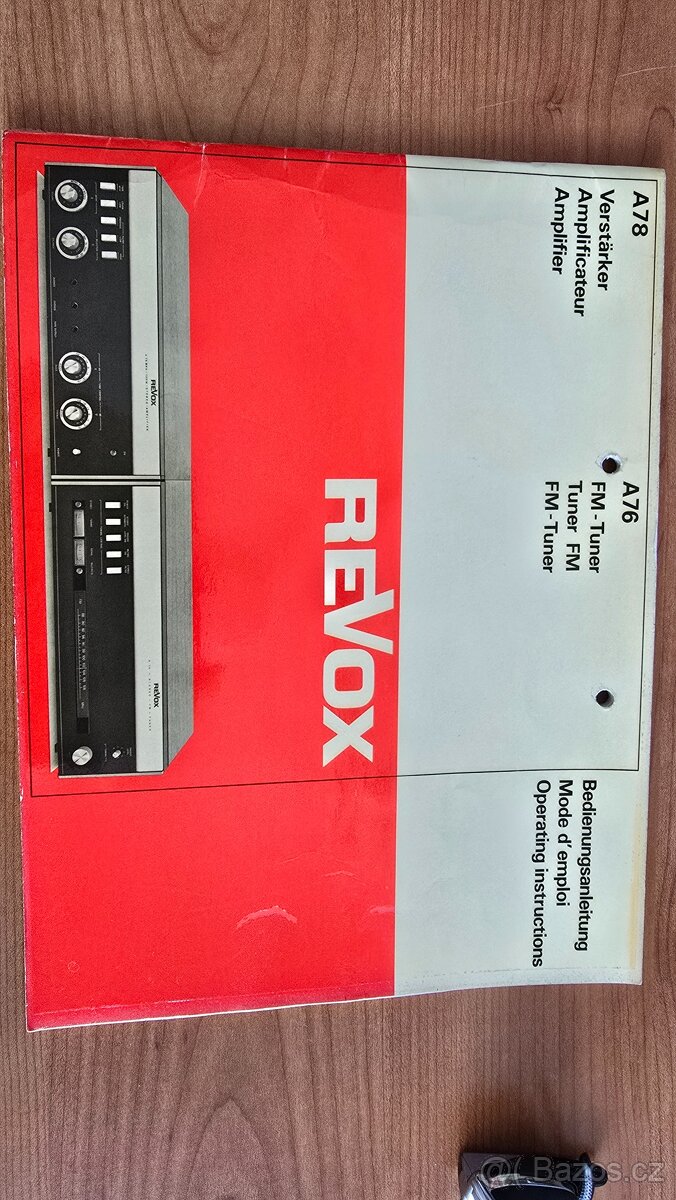 A78
Verstärker
Amplificateur
Amplifier
A76
FM-Tuner
Tuner FM
FM-Tuner
Bedienungsanleitung
Mode d'emploi
Operating instructions
REVOX
REVOX
REVOX
Bazos.cz